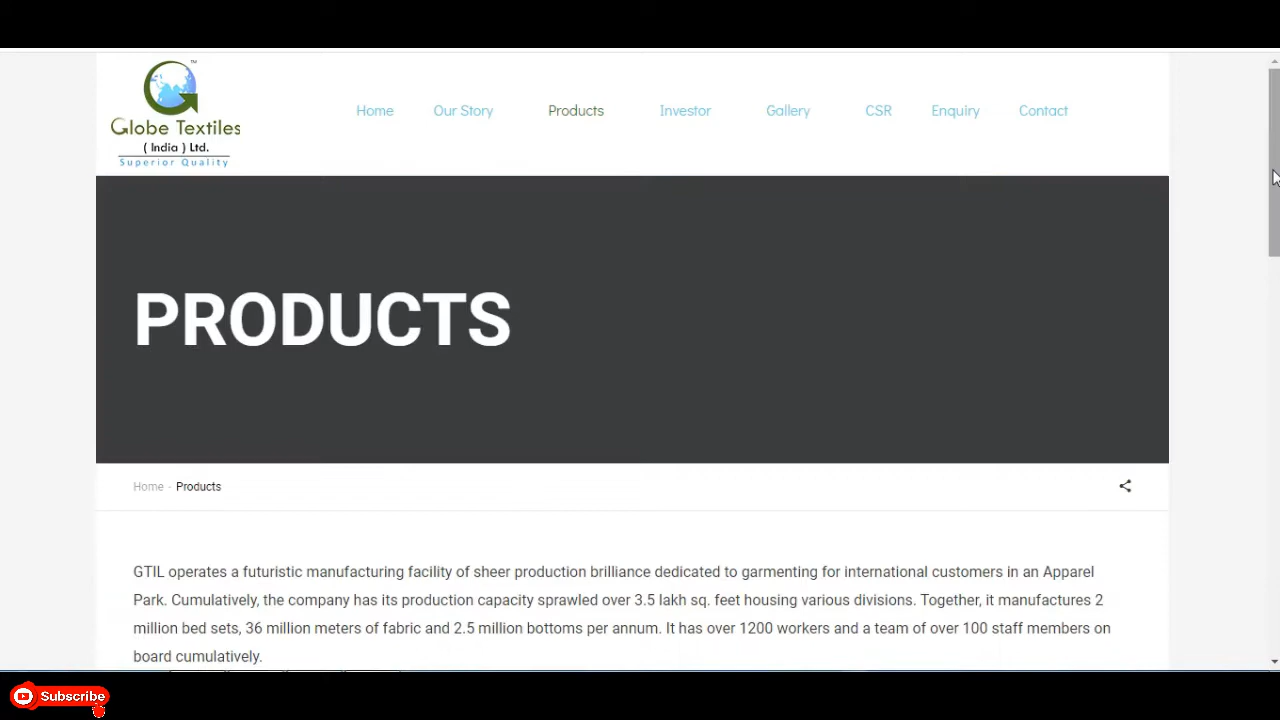 TM
Globe Textiles
( India ) Ltd.
Superior Quality
Home Our Story Products Investor Gallery CSR Enquiry Contact
PRODUCTS
Home - Products
GTIL operates a futuristic manufacturing facility of sheer production brilliance dedicated to garmenting for international customers in an Apparel
Park. Cumulatively, the company has its production capacity sprawled over 3.5 lakh sq. feet housing various divisions. Together, it manufactures 2
million bed sets, 36 million meters of fabric and 2.5 million bottoms per annum. It has over 1200 workers and a team of over 100 staff members on
board cumulatively.
Subscribe